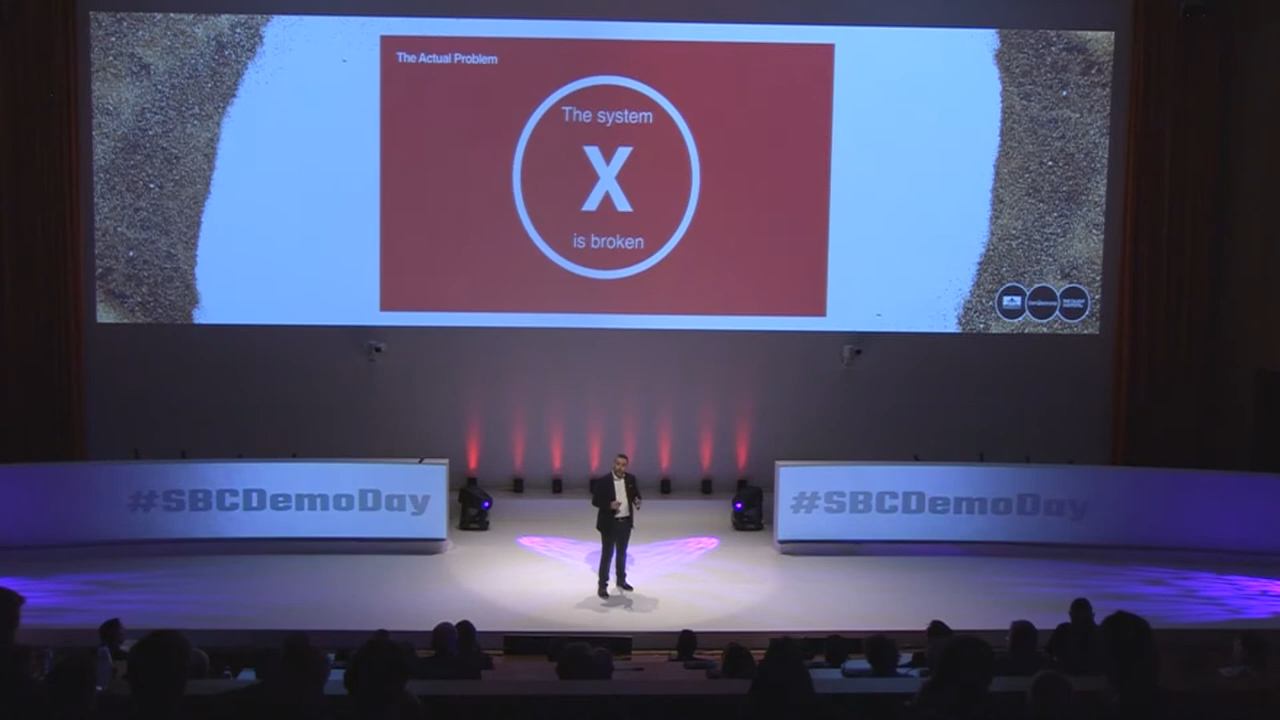 The Actual Problem
The system
X
is broken
#SBCDemoDay
#SBCDemoDay